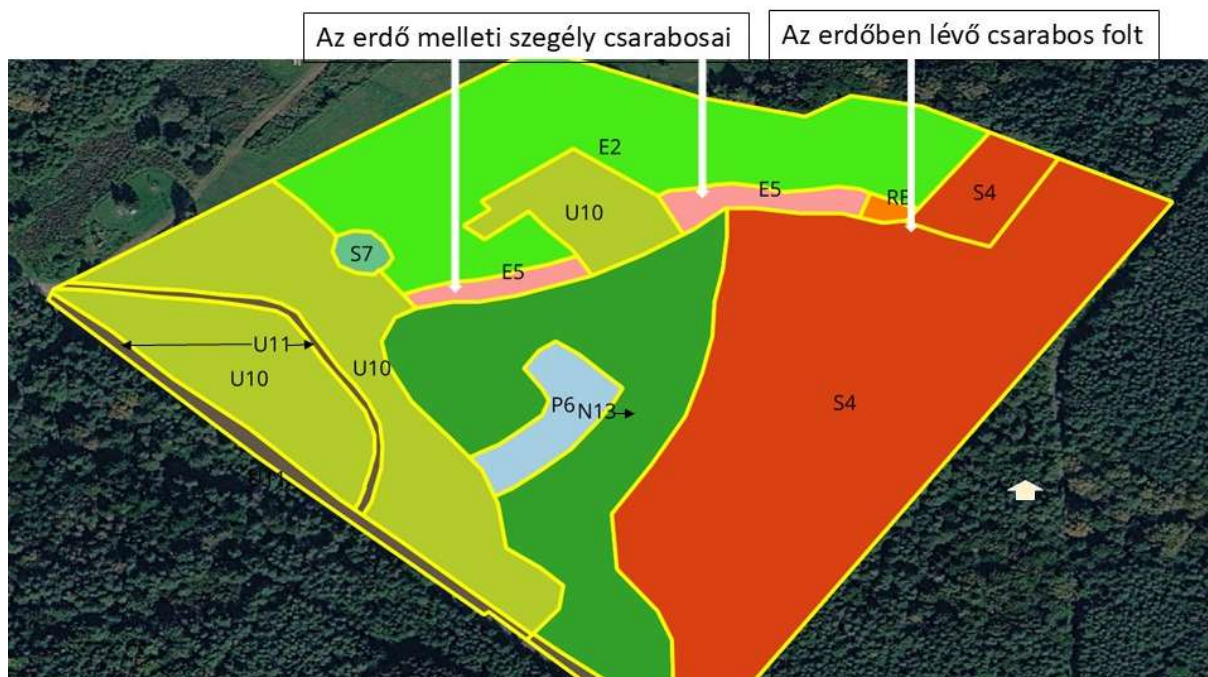 Az erdő melleti szegély csarabosai
Az erdőben lévő csarabos folt
E2
E5
RB
S4
U10
S7
E5
U11
U10
U10
P6
N13
S4